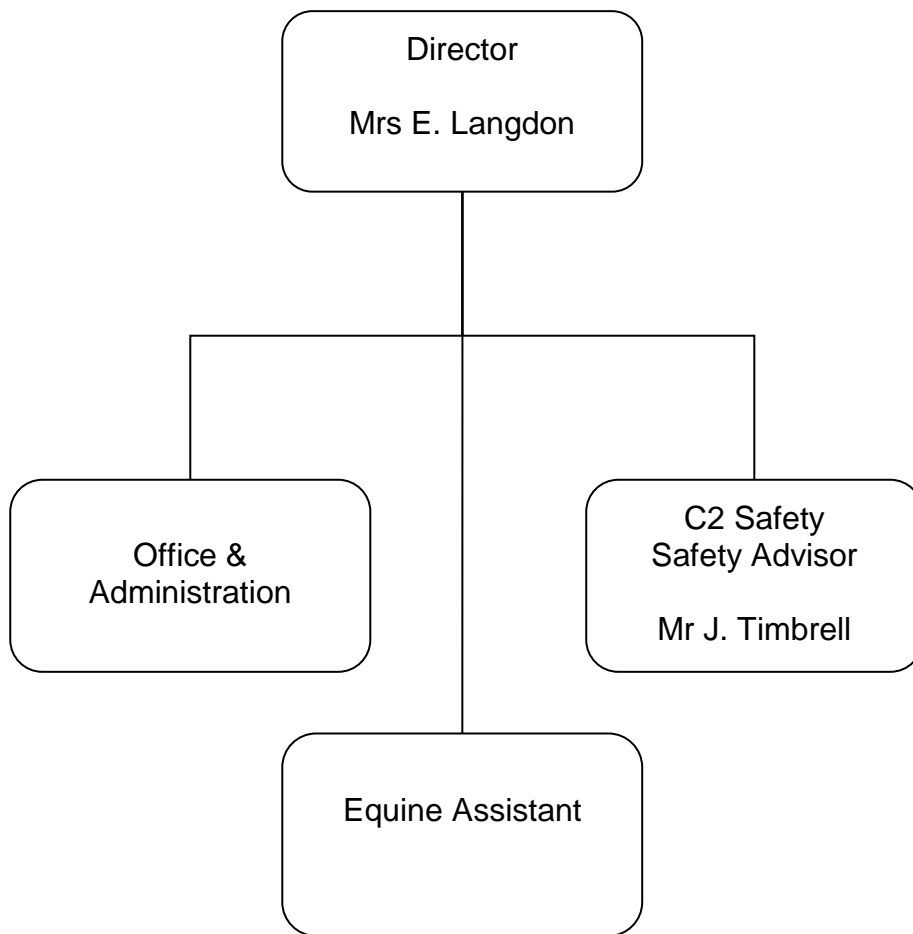 Director
Mrs E. Langdon
Office &
Administration
C2 Safety
Safety Advisor
Mr J. Timbrell
Equine Assistant